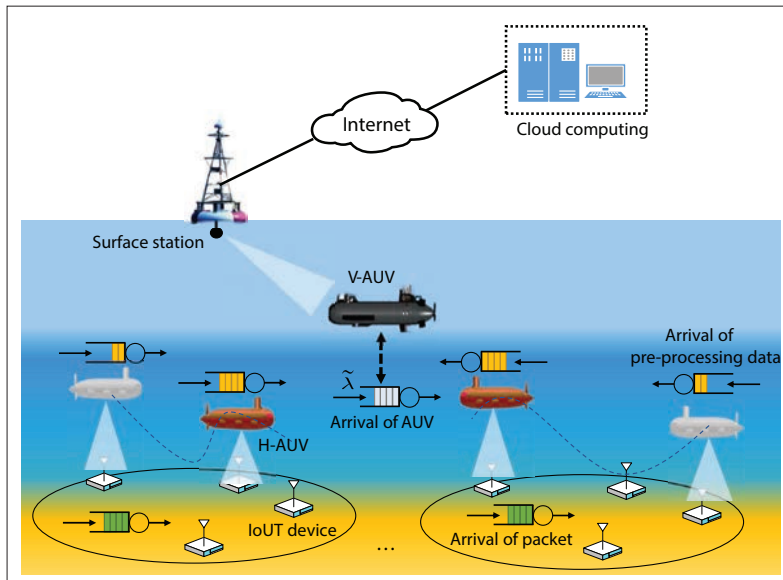 Internet
Cloud computing
Surface station
V-AUV
Arrival of
pre-processing data
λ̃
Arrival of AUV
H-AUV
IoUT device
Arrival of packet
...